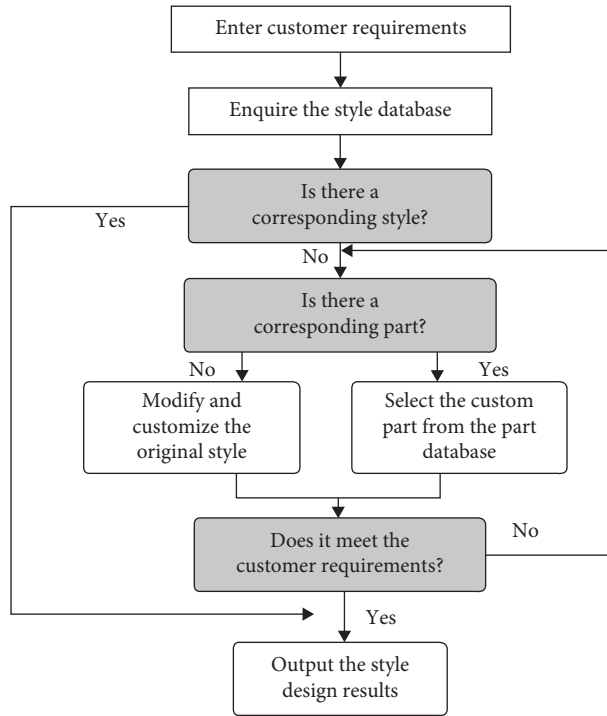 Enter customer requirements
Enquire the style database
Is there a
corresponding style?
Yes
No
Is there a
corresponding part?
No
Yes
Modify and
customize the
original style
Select the custom
part from the part
database
Does it meet the
customer requirements?
No
Yes
Output the style
design results